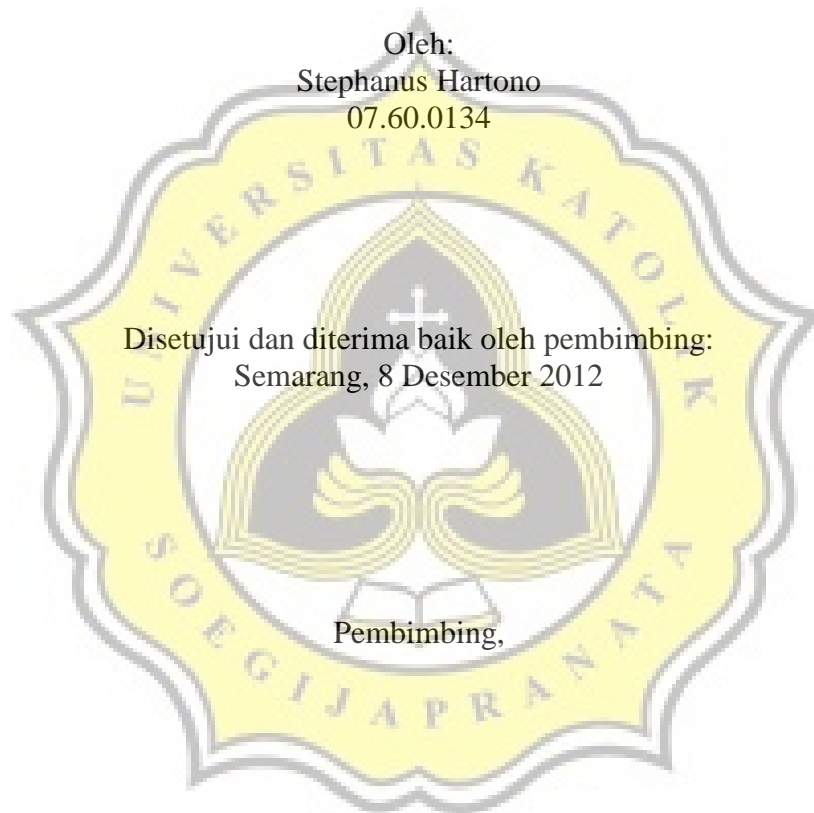 Oleh:
Stephanus Hartono
07.60.0134
UNIVERSITAS KATOLIK
Disetujui dan diterima baik oleh pembimbing:
Semarang, 8 Desember 2012
Pembimbing,
SOEGIJAPRANATA